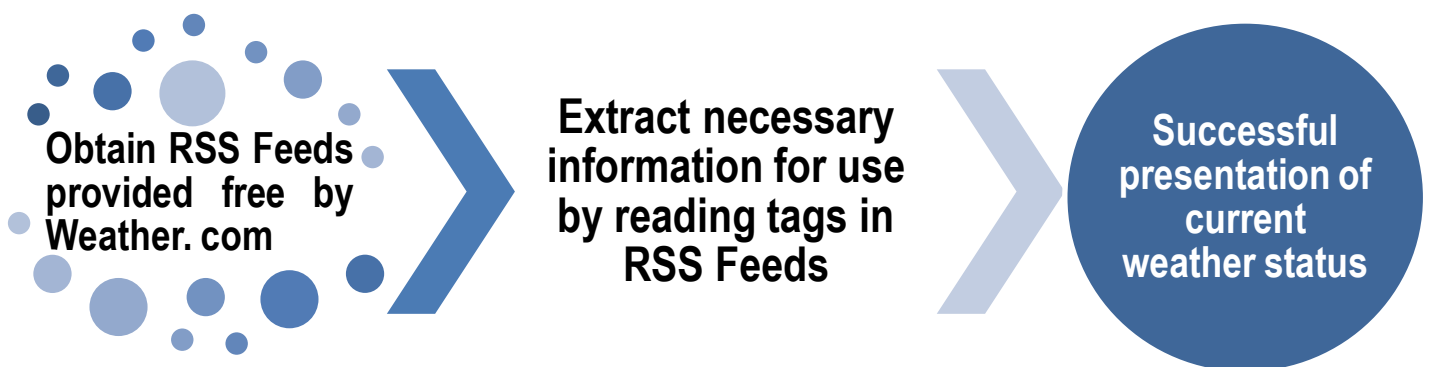 Obtain RSS Feeds
provided free by
Weather. com
Extract necessary
information for use
by reading tags in
RSS Feeds
Successful
presentation of
current
weather status